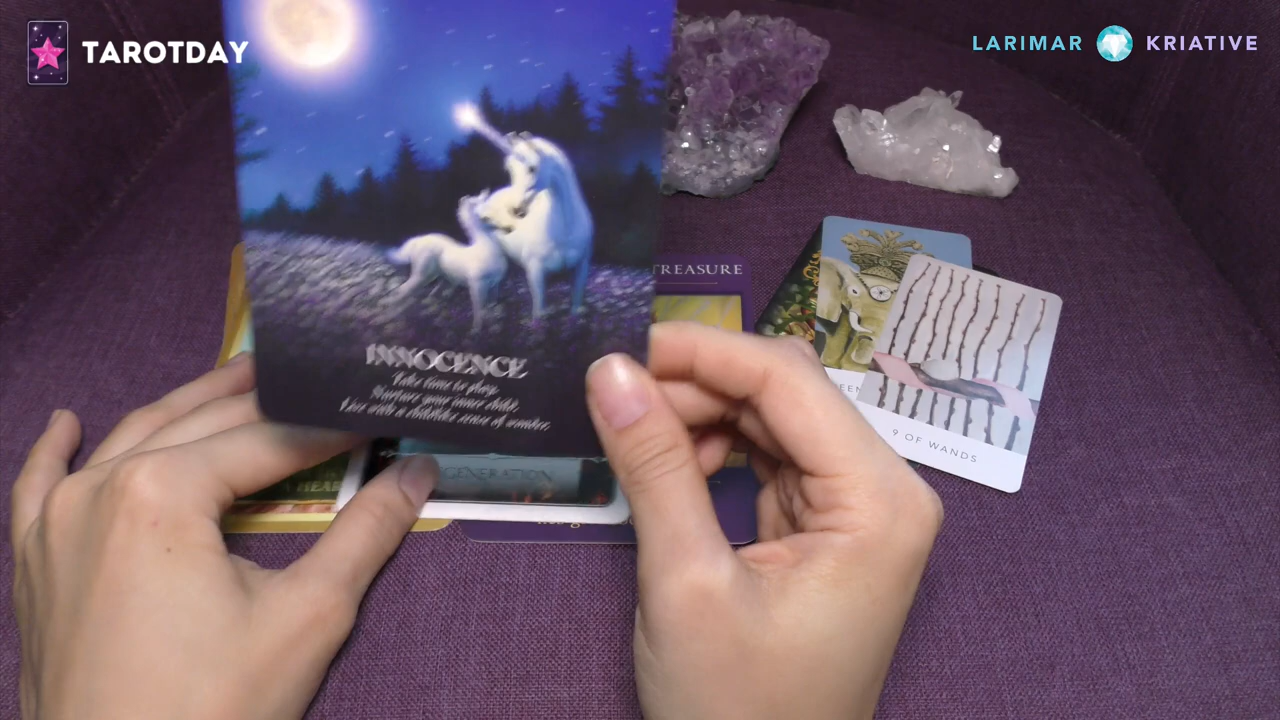 TAROTDAY
LARIMAR KRIATIVE
TREASURE
INNOCENCE
Take time to play.
Nurture your inner child.
Live with a childlike sense of wonder.
9 OF WANDS
GENERATION
HEAR